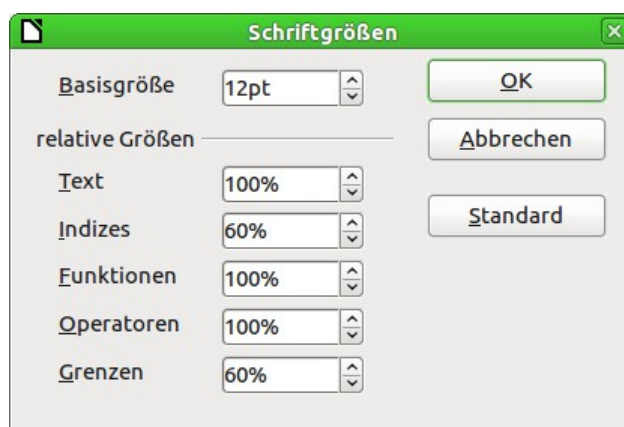 Schriftgrößen
Basisgröße 12pt OK
relative Größen Abbrechen
Text 100%
Indizes 60% Standard
Funktionen 100%
Operatoren 100%
Grenzen 60%